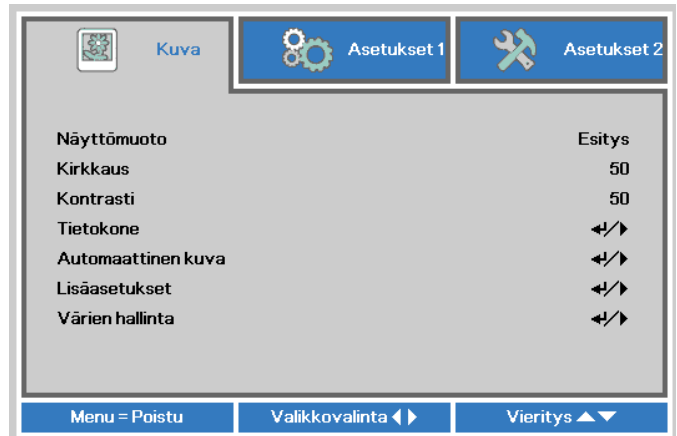 Kuva Asetukset 1 Asetukset 2
Näyttömuoto Esitys
Kirkkaus 50
Kontrasti 50
Tietokone
Automaattinen kuva
Lisäasetukset
Värien hallinta
Menu = Poistu Valikkovalinta Vieritys